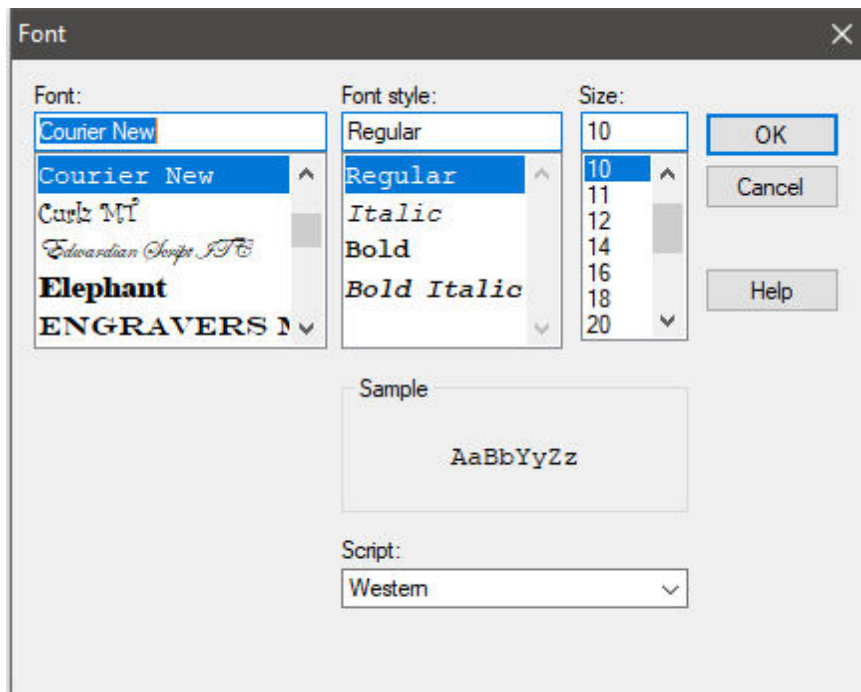 Font
Font:
Courier New
Courier New
Curlz MT
Edwardian Script ITC
Elephant
ENGRAVERS M
Font style:
Regular
Regular
Italic
Bold
Bold Italic
Size:
10
10
11
12
14
16
18
20
OK
Cancel
Help
Sample
AaBbYyZz
Script:
Western